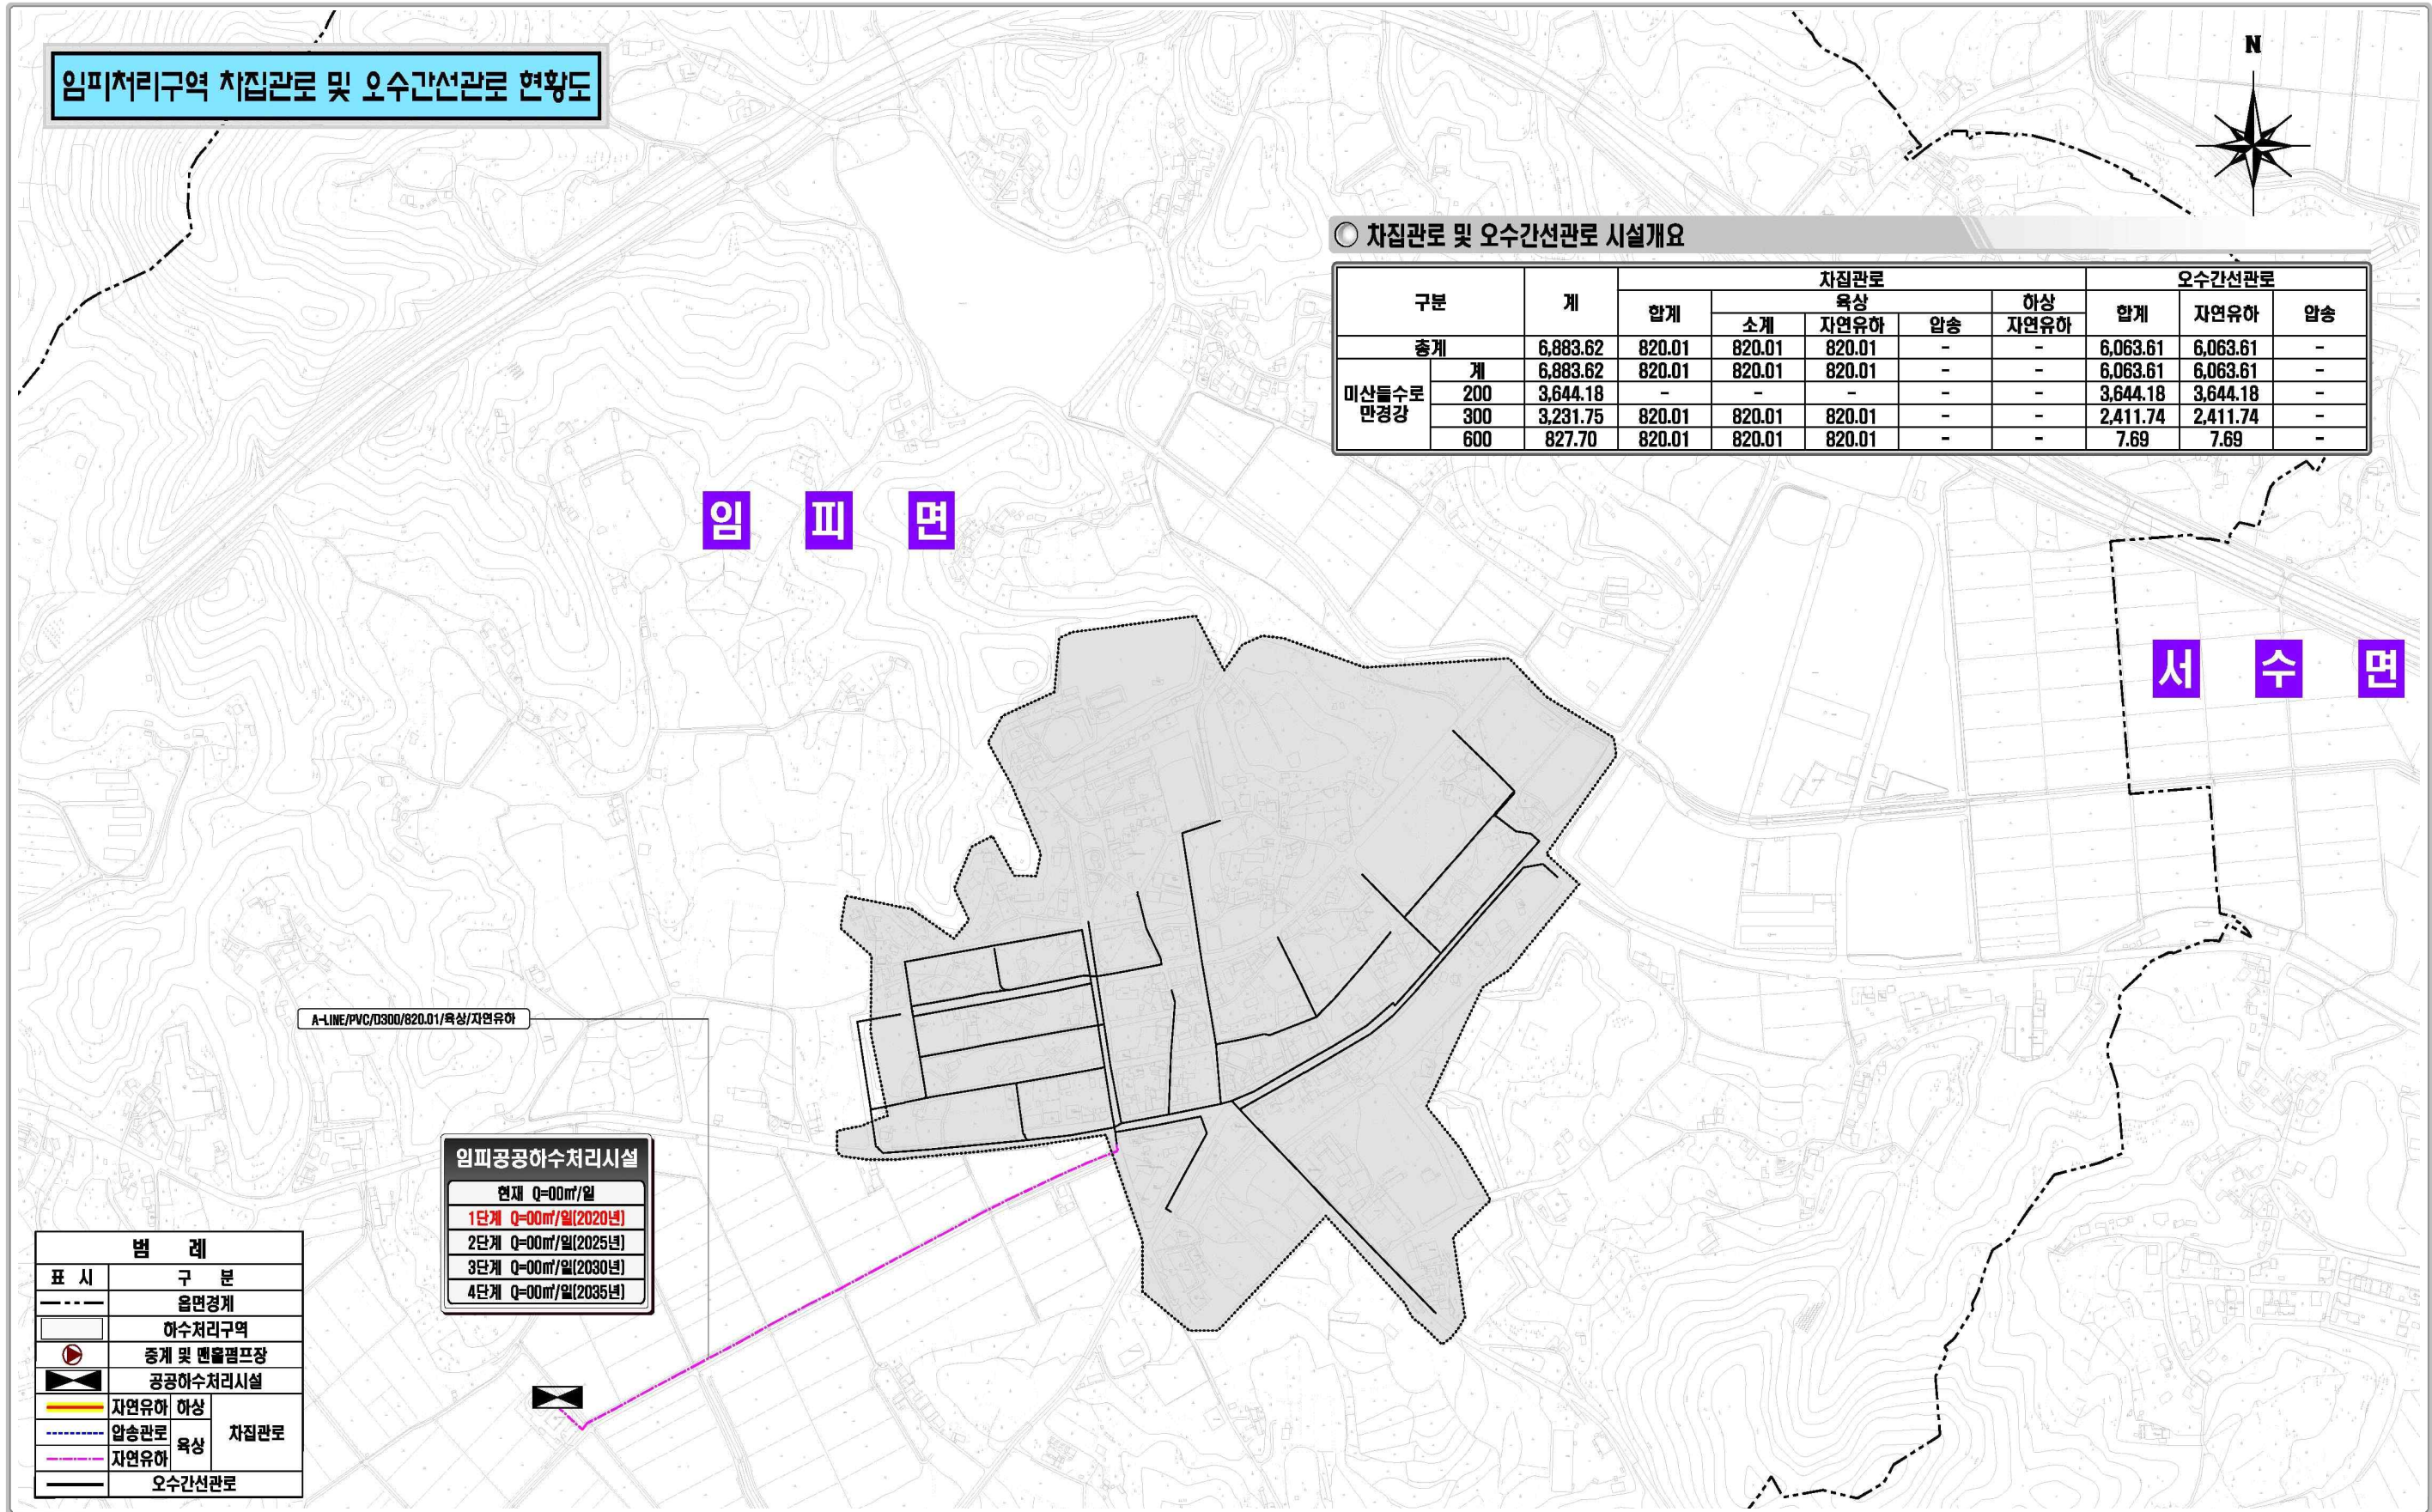 임피처리구역 차집관로 및 오수간선관로 현황도
N
차집관로 및 오수간선관로 시설개요
구분 계 차집관로 오수간선관로
합계 육상 하상 합계 자연유하 압송
소계 자연유하 압송 자연유하
총계 6,883.62 820.01 820.01 820.01 - - 6,063.61 6,063.61 -
미산들수로 만경강 계 6,883.62 820.01 820.01 820.01 - - 6,063.61 6,063.61 -
200 3,644.18 - - - - - 3,644.18 3,644.18 -
300 3,231.75 820.01 820.01 820.01 - - 2,411.74 2,411.74 -
600 827.70 820.01 820.01 820.01 - - 7.69 7.69 -
임 피 면
서 수 면
A-LINE/PVC/D300/820.01/육상/자연유하
임피공공하수처리시설
현재 Q=00㎥/일
1단계 Q=00㎥/일(2020년)
2단계 Q=00㎥/일(2025년)
3단계 Q=00㎥/일(2030년)
4단계 Q=00㎥/일(2035년)
범 례
표 시 구 분
읍면경계
하수처리구역
중계 및 맨홀펌프장
공공하수처리시설
자연유하 하상 차집관로
압송관로 육상
자연유하
오수간선관로